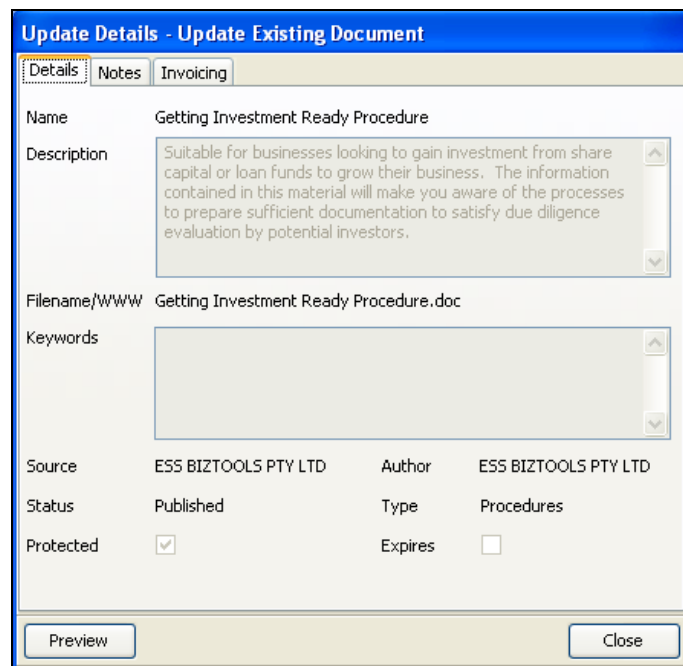 Update Details - Update Existing Document
Details Notes Invoicing
Name Getting Investment Ready Procedure
Description Suitable for businesses looking to gain investment from share
capital or loan funds to grow their business.  The information
contained in this material will make you aware of the processes
to prepare sufficient documentation to satisfy due diligence
evaluation by potential investors.
Filename/WWW Getting Investment Ready Procedure.doc
Keywords
Source ESS BIZTOOLS PTY LTD Author ESS BIZTOOLS PTY LTD
Status Published Type Procedures
Protected Expires
Preview Close